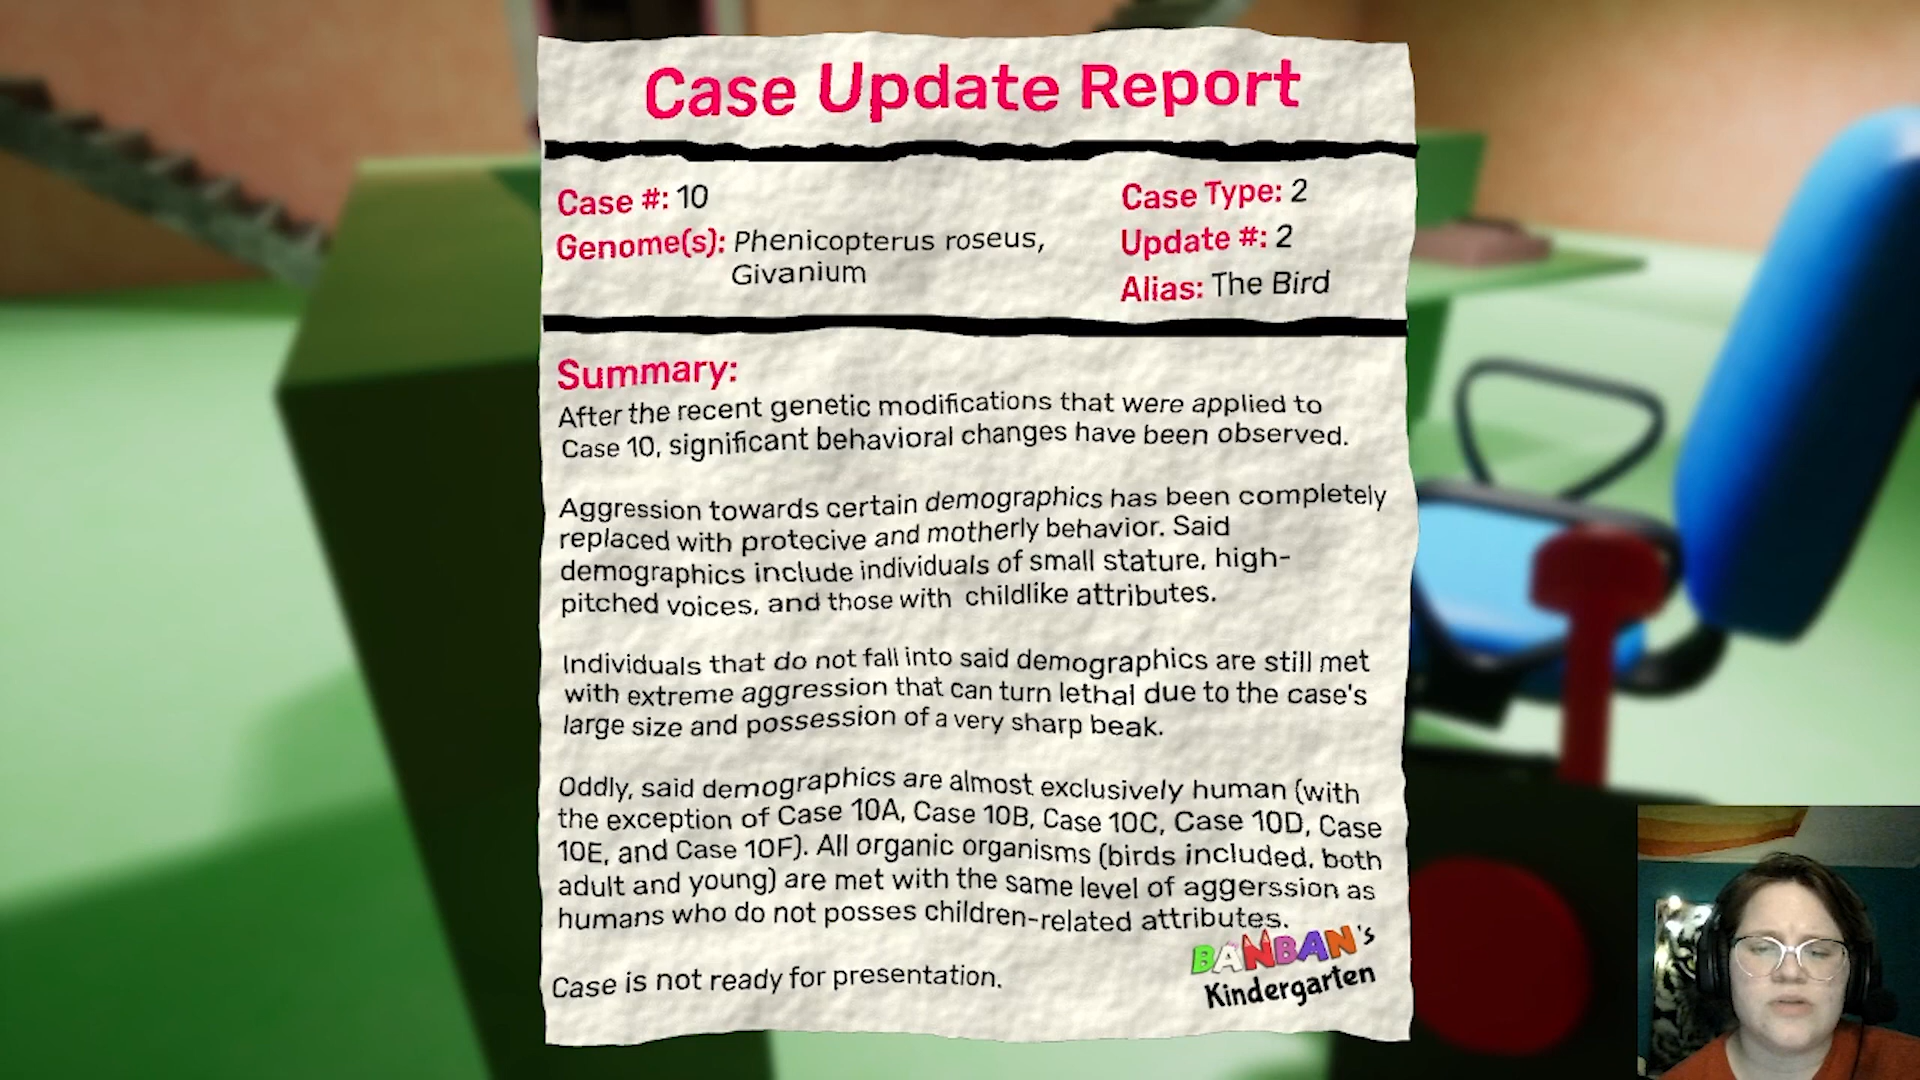 Case Update Report
Case #: 10
Case Type: 2
Genome(s): Phenicopterus roseus,
Givanium
Update #: 2
Alias: The Bird
Summary:
After the recent genetic modifications that were applied to
Case 10, significant behavioral changes have been observed.
Aggression towards certain demographics has been completely
replaced with protecive and motherly behavior. Said
demographics include individuals of small stature, high-
pitched voices, and those with childlike attributes.
Individuals that do not fall into said demographics are still met
with extreme aggression that can turn lethal due to the case's
large size and possession of a very sharp beak.
Oddly, said demographics are almost exclusively human (with
the exception of Case 10A, Case 10B, Case 10C, Case 10D, Case
10E, and Case 10F). All organic organisms (birds included, both
adult and young) are met with the same level of aggerssion as
humans who do not posses children-related attributes.
Case is not ready for presentation.
BANBAN's
Kindergarten